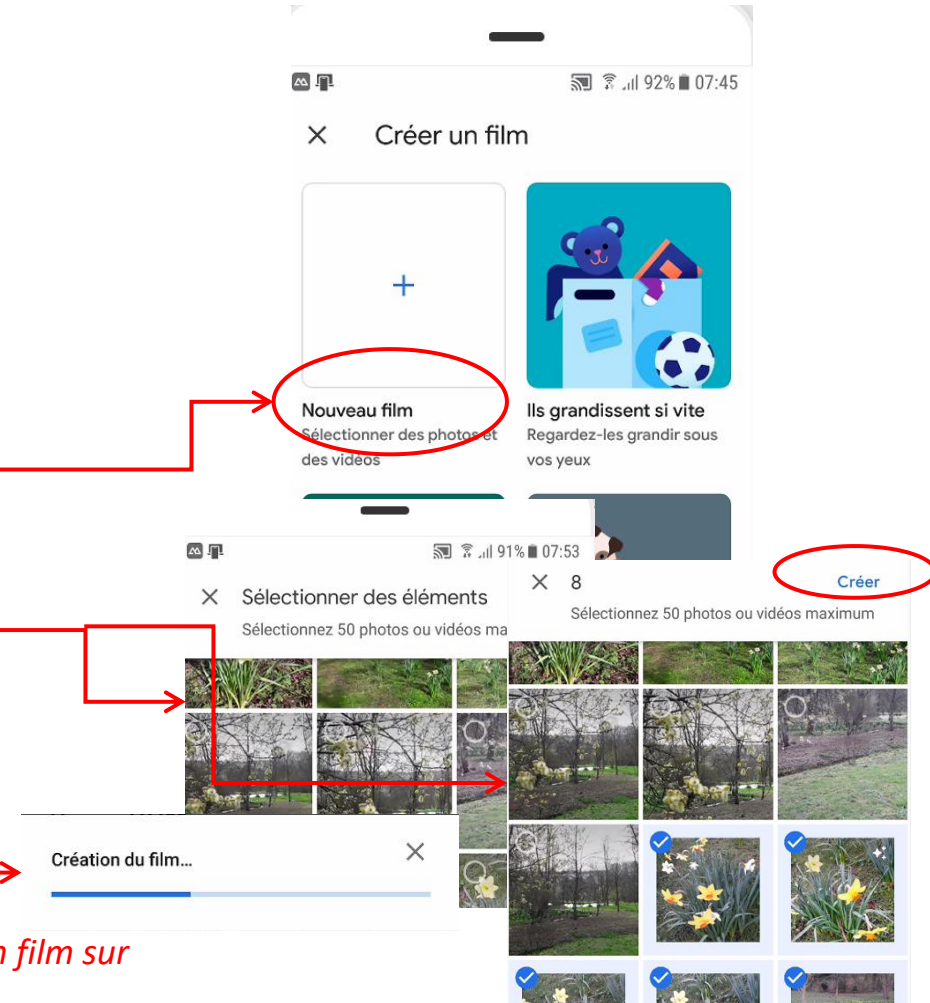 92% 07:45
Créer un film
Nouveau film
Sélectionner des photos et
des vidéos
Ils grandissent si vite
Regardez-les grandir sous
vos yeux
91% 07:53
Sélectionner des éléments
Sélectionnez 50 photos ou vidéos ma
8 Créer
Sélectionnez 50 photos ou vidéos maximum
Création du film...
film sur